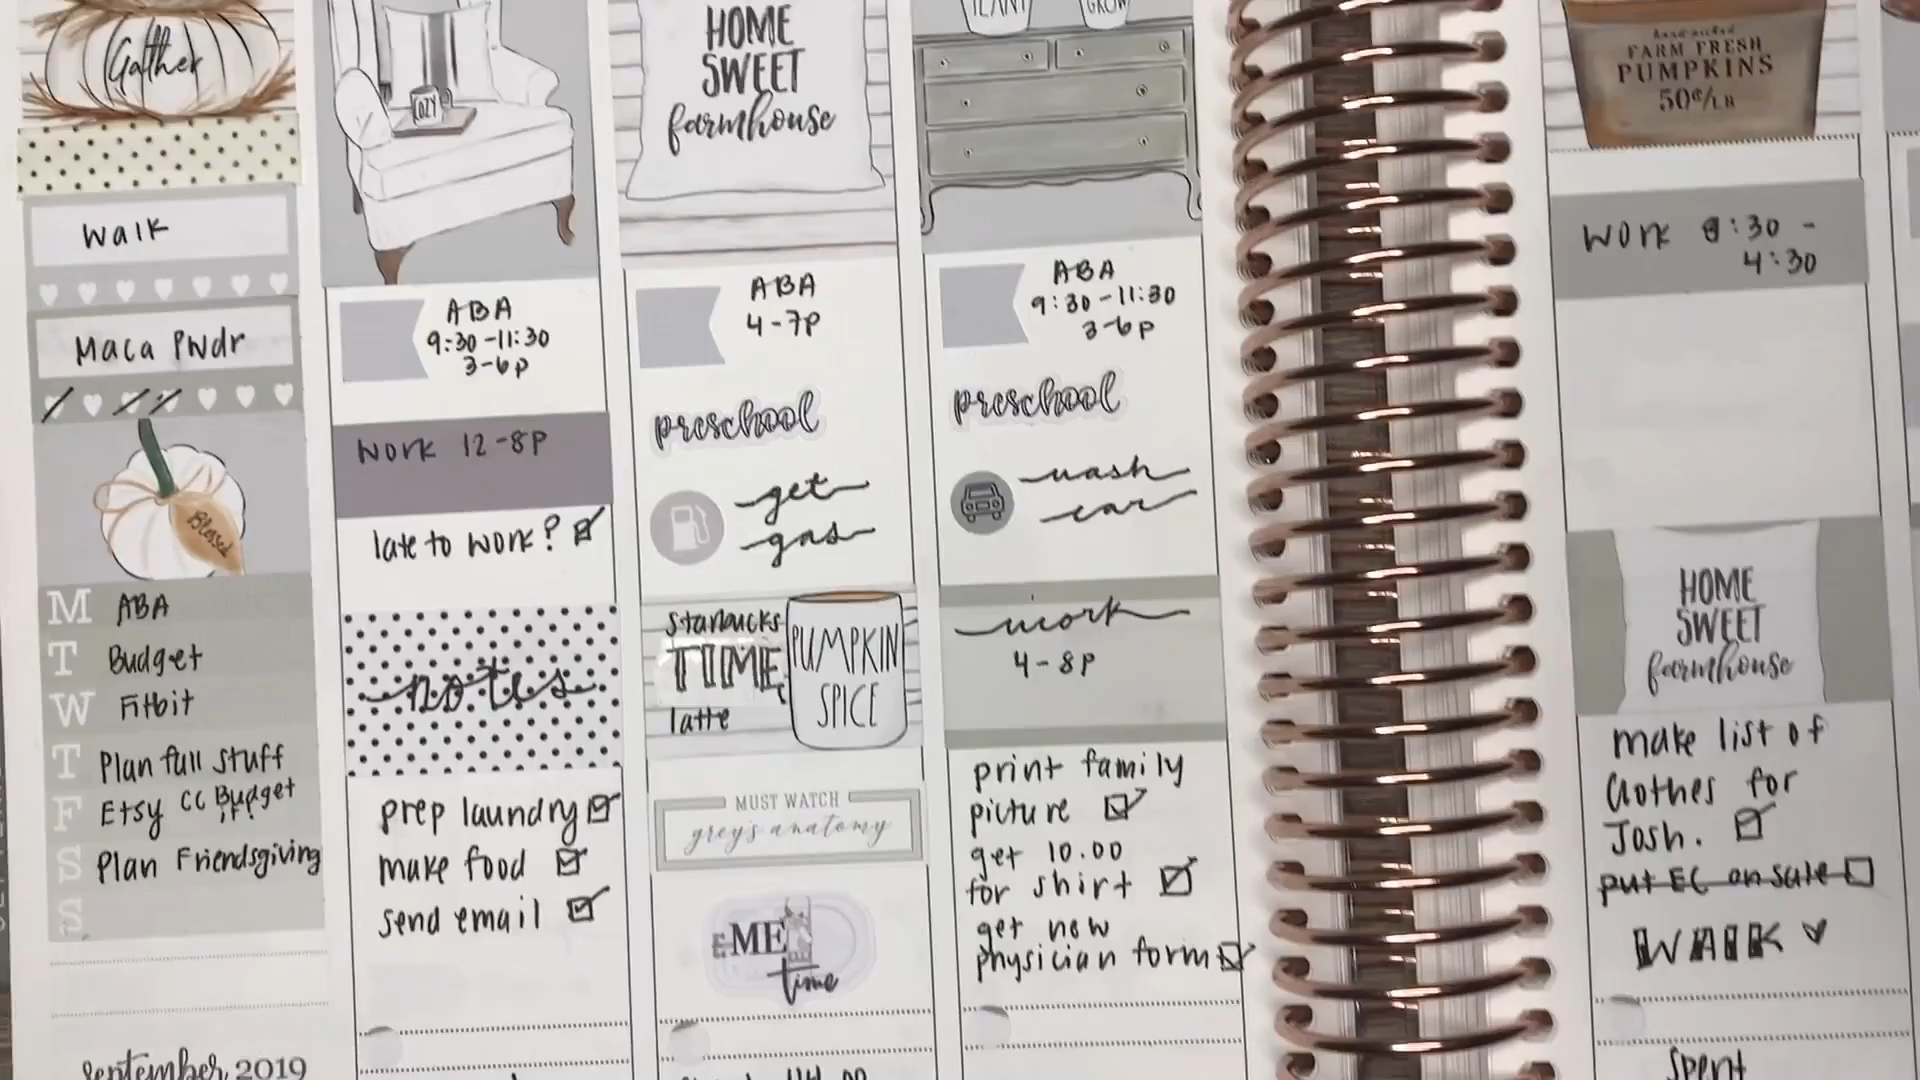 Gather
Walk
Maca Pwdr
Blessed
M ABA
T Budget
W Fitbit
T Plan full stuff
F Etsy CC Budget
S Plan Friendsgiving
S
september 2019
COZY
ABA
9:30-11:30
3-6p
Work 12-8p
late to work?
notes
prep laundry
make food
send email
HOME
SWEET
farmhouse
ABA
4-7p
preschool
get
gas
starbucks
TIME
latte
PUMPKIN
SPICE
MUST WATCH
grey's anatomy
ME
time
PLANT
GROW
ABA
9:30-11:30
3-6p
preschool
wash
car
work
4-8p
print family
picture
get 10.00
for shirt
get new
physician form
FARM FRESH
PUMPKINS
50¢/LB
Work 8:30 -
4:30
HOME
SWEET
farmhouse
make list of
clothes for
Josh.
put EC on sale
WALK
Spent